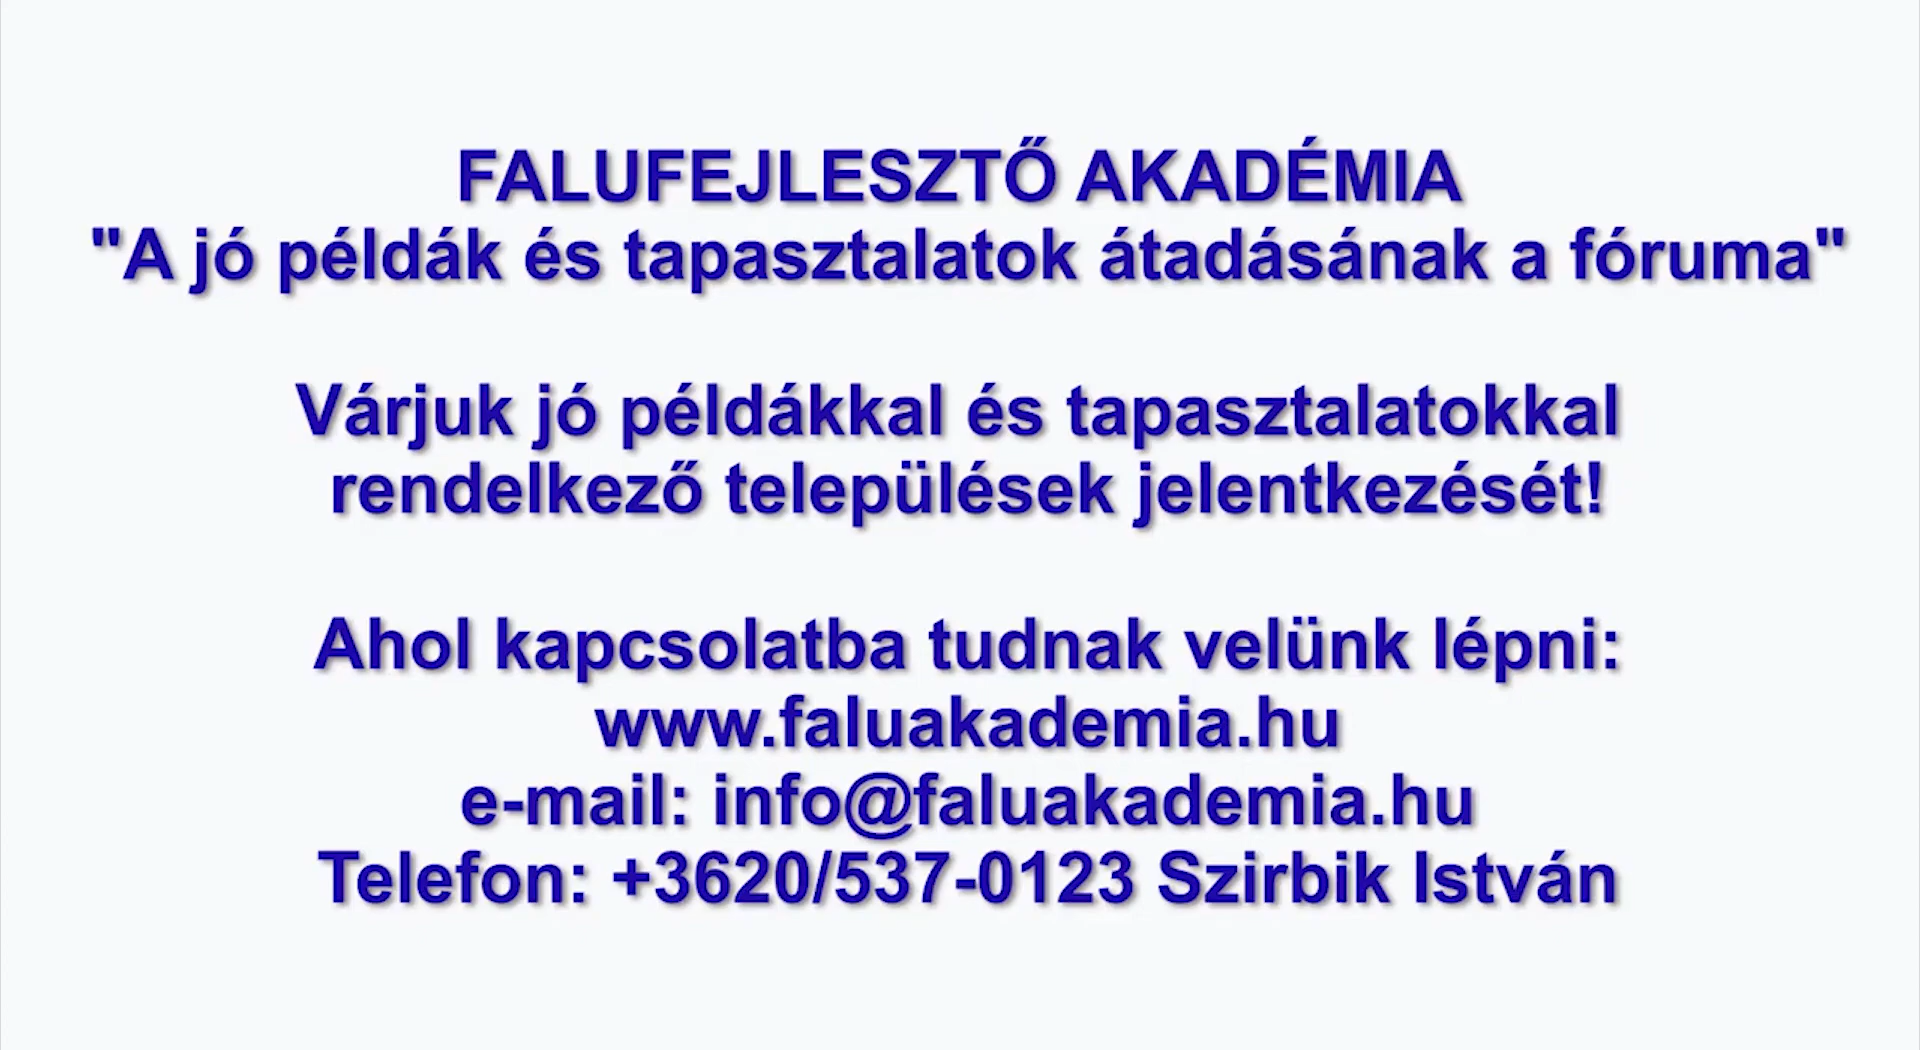 FALUFEJLESZTŐ AKADÉMIA
"A jó példák és tapasztalatok átadásának a fóruma"
Várjuk jó példákkal és tapasztalatokkal
rendelkező települések jelentkezését!
Ahol kapcsolatba tudnak velünk lépni:
www.faluakademia.hu
e-mail: info@faluakademia.hu
Telefon: +3620/537-0123 Szirbik István